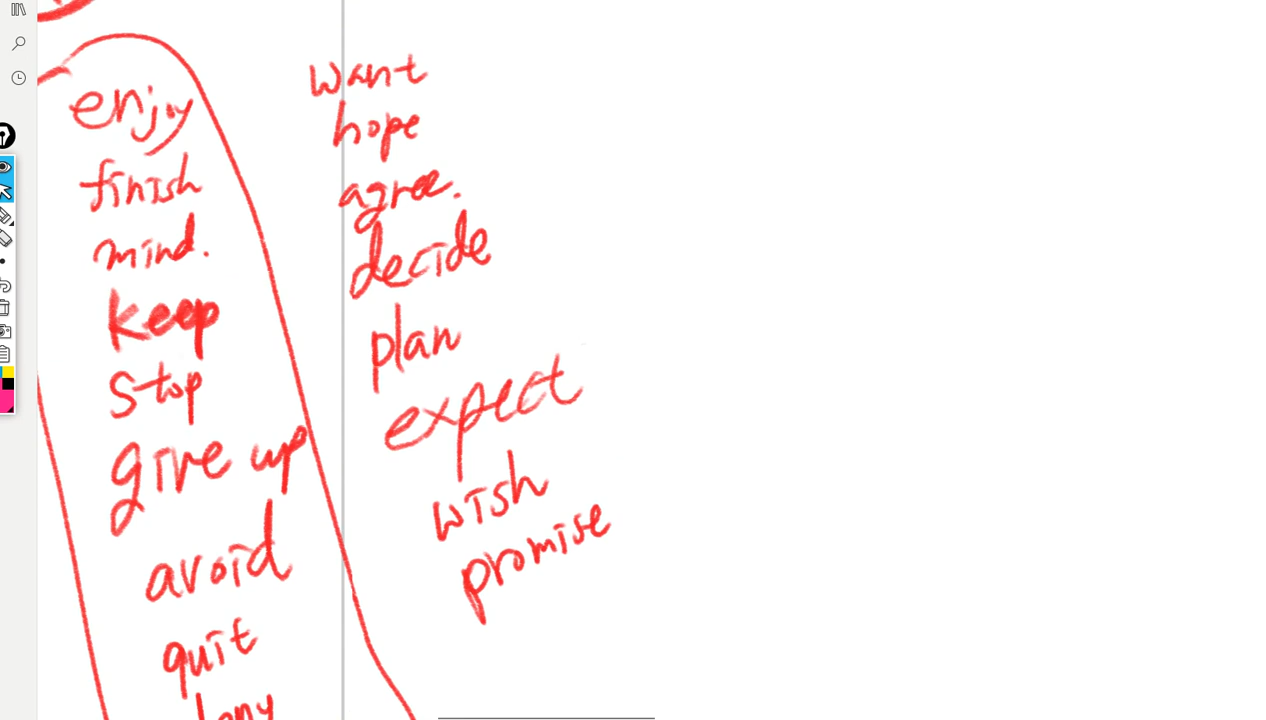 enjoy
finish
mind.
keep
stop
give up
avoid
quit
want
hope
agree.
decide
plan
expect
wish
promise